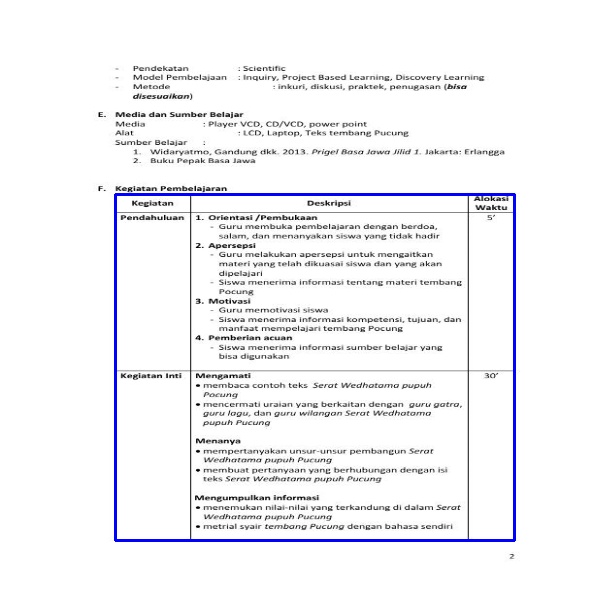 - Pendekatan : Scientific
- Model Pembelajaan : Inquiry, Project Based Learning, Discovery Learning
- Metode : inkuri, diskusi, praktek, penugasan (bisa
disesuaikan)
E. Media dan Sumber Belajar
Media : Player VCD, CD/VCD, power point
Alat : LCD, Laptop, Teks tembang Pucung
Sumber Belajar :
1. Widaryatmo, Gandung dkk. 2013. Prigel Basa Jawa Jilid 1. Jakarta: Erlangga
2. Buku Pepak Basa Jawa
F. Kegiatan Pembelajaran
Kegiatan Deskripsi Alokasi
Waktu
Pendahuluan 1. Orientasi /Pembukaan 5’
- Guru membuka pembelajaran dengan berdoa,
salam, dan menanyakan siswa yang tidak hadir
2. Apersepsi
- Guru melakukan apersepsi untuk mengaitkan
materi yang telah dikuasai siswa dan yang akan
dipelajari
- Siswa menerima informasi tentang materi tembang
Pocung
3. Motivasi
- Guru memotivasi siswa
- Siswa menerima informasi kompetensi, tujuan, dan
manfaat mempelajari tembang Pocung
4. Pemberian acuan
- Siswa menerima informasi sumber belajar yang
bisa digunakan
Kegiatan Inti Mengamati 30’
• membaca contoh teks Serat Wedhatama pupuh
Pocung
• mencermati uraian yang berkaitan dengan guru gatra,
guru lagu, dan guru wilangan Serat Wedhatama
pupuh Pucung
Menanya
• mempertanyakan unsur-unsur pembangun Serat
Wedhatama pupuh Pucung
• membuat pertanyaan yang berhubungan dengan isi
teks Serat Wedhatama pupuh Pucung
Mengumpulkan informasi
• menemukan nilai-nilai yang terkandung di dalam Serat
Wedhatama pupuh Pucung
• metrial syair tembang Pucung dengan bahasa sendiri
2